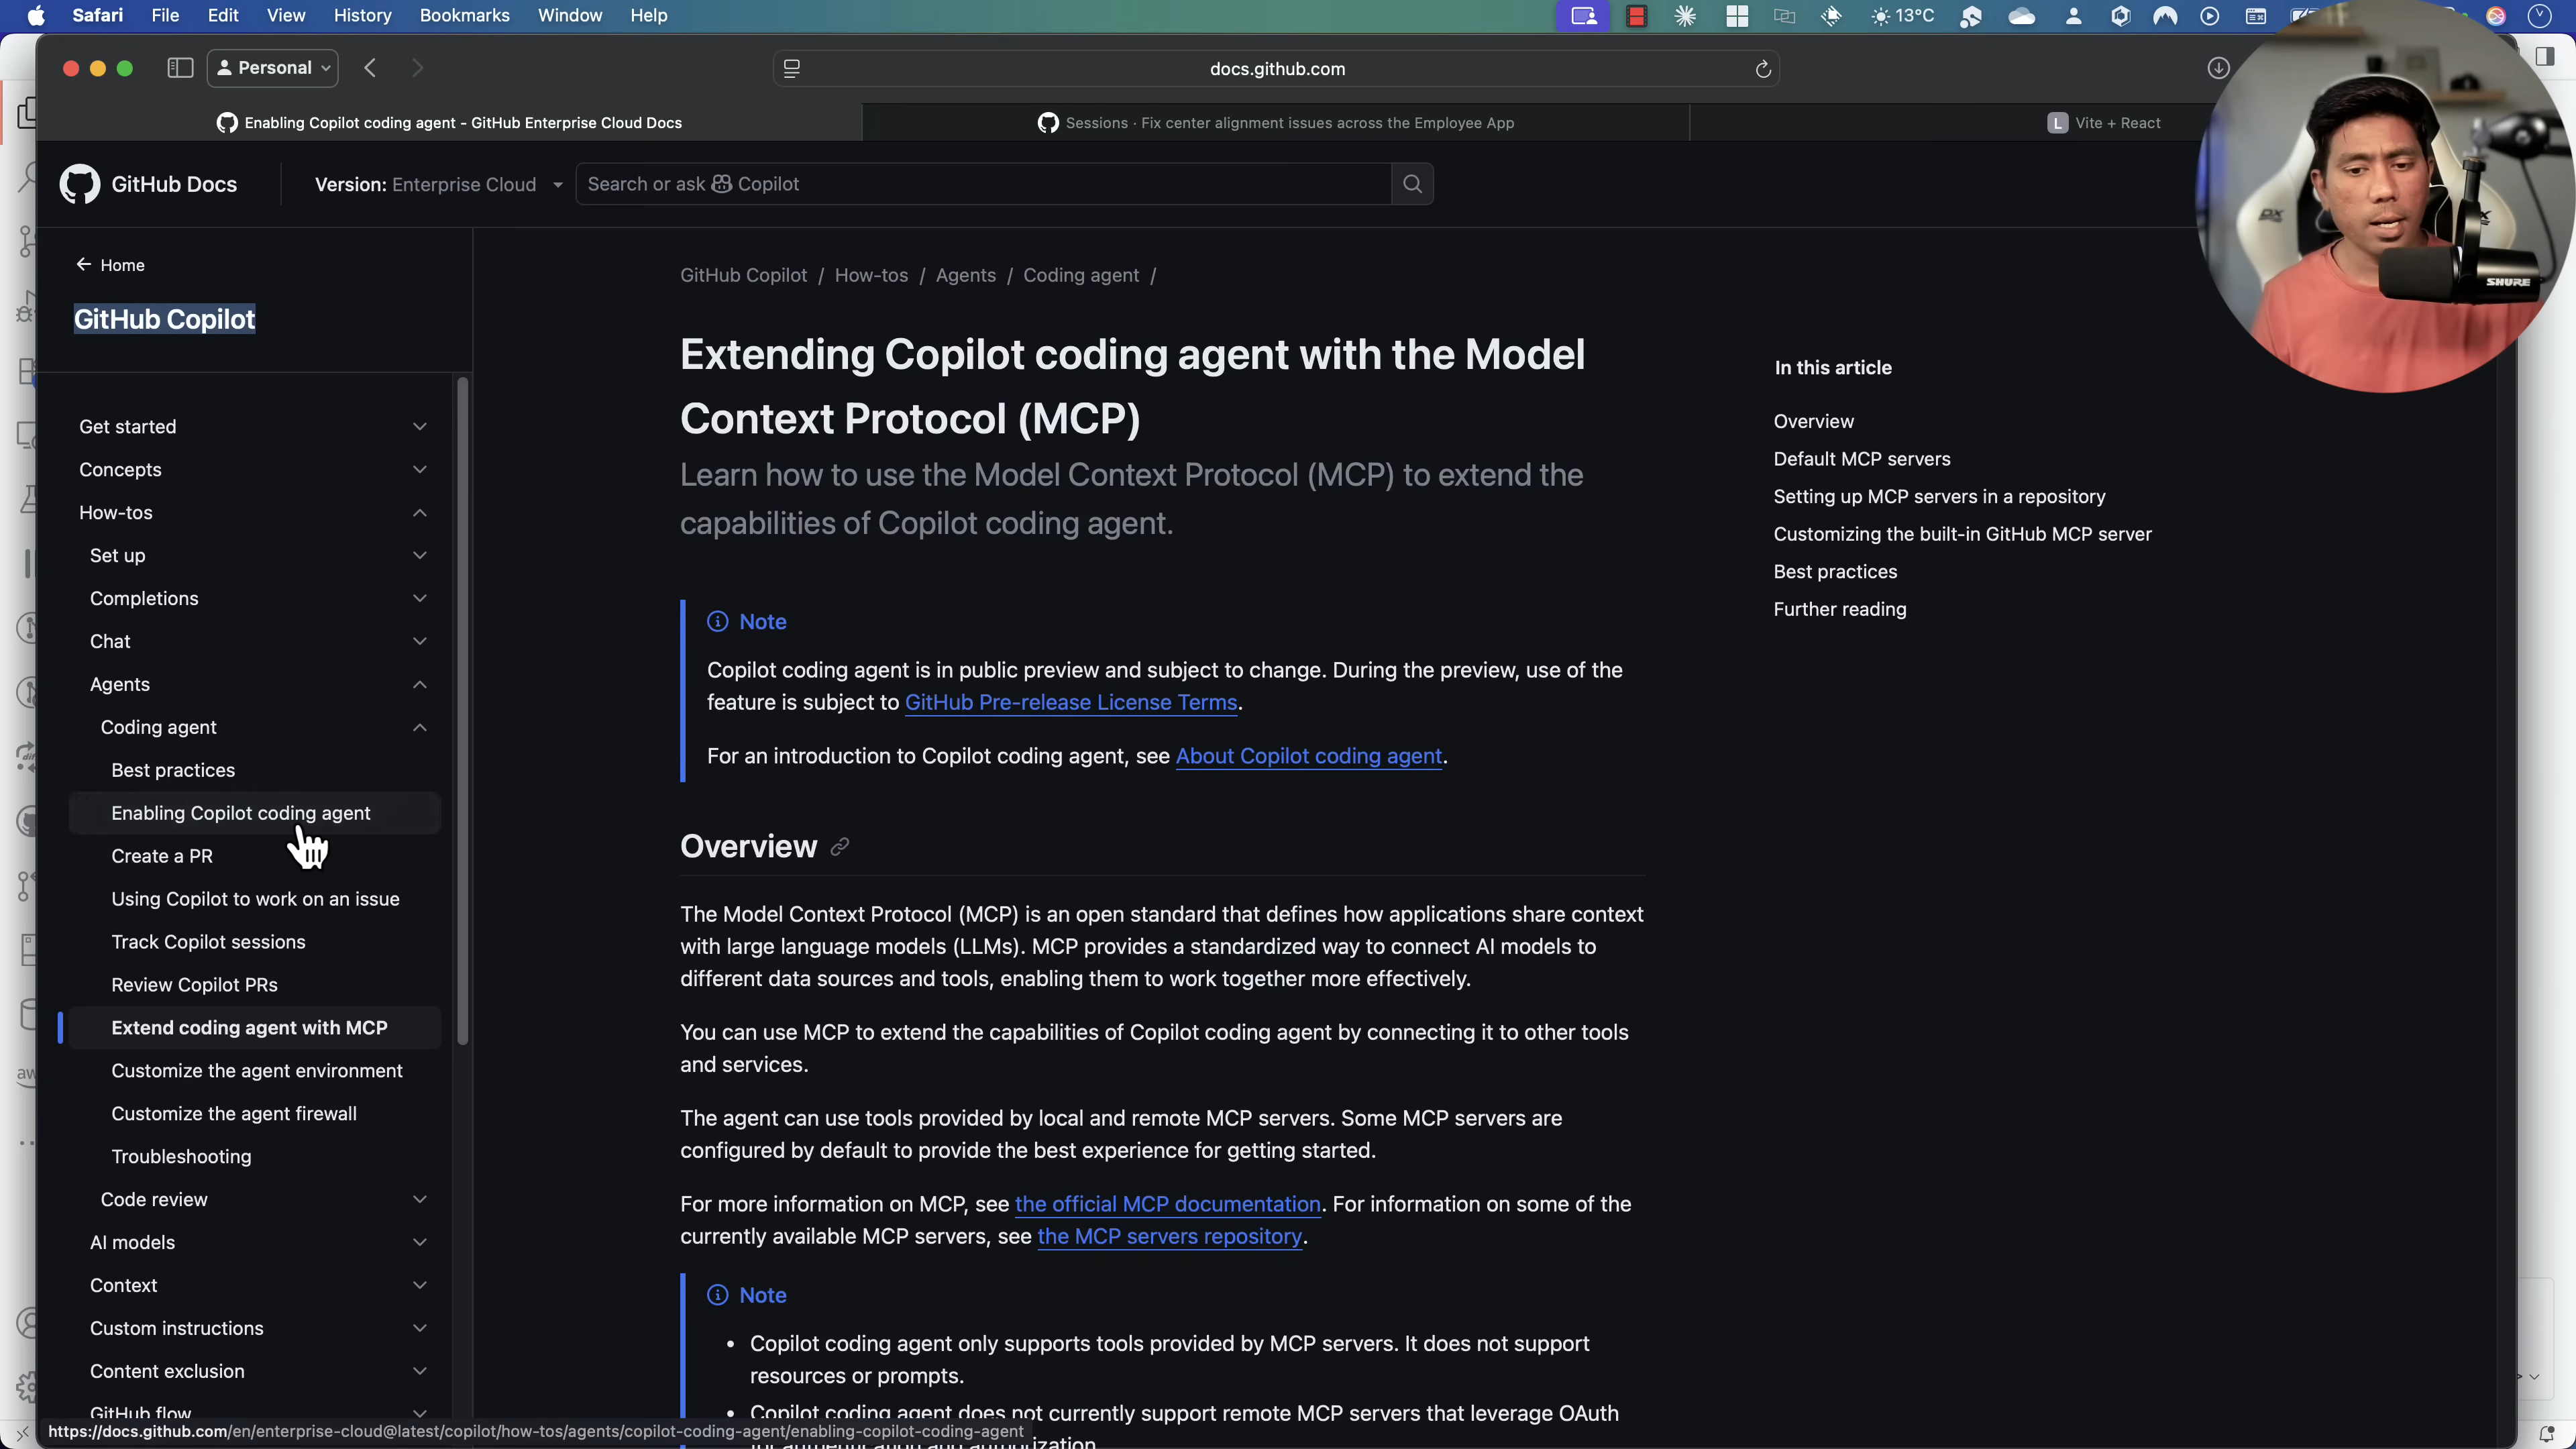 Safari File Edit View History Bookmarks Window Help
13°C
Personal
docs.github.com
Enabling Copilot coding agent - GitHub Enterprise Cloud Docs
Sessions · Fix center alignment issues across the Employee App
L Vite + React
GitHub Docs
Version: Enterprise Cloud
Search or ask Copilot
Home
GitHub Copilot
Get started
Concepts
How-tos
Set up
Completions
Chat
Agents
Coding agent
Best practices
Enabling Copilot coding agent
Create a PR
Using Copilot to work on an issue
Track Copilot sessions
Review Copilot PRs
Extend coding agent with MCP
Customize the agent environment
Customize the agent firewall
Troubleshooting
Code review
AI models
Context
Custom instructions
Content exclusion
GitHub flow
https://docs.github.com/en/enterprise-cloud@latest/copilot/how-tos/agents/copilot-coding-agent/enabling-copilot-coding-agent
GitHub Copilot / How-tos / Agents / Coding agent /
Extending Copilot coding agent with the Model
Context Protocol (MCP)
Learn how to use the Model Context Protocol (MCP) to extend the
capabilities of Copilot coding agent.
Note
Copilot coding agent is in public preview and subject to change. During the preview, use of the
feature is subject to GitHub Pre-release License Terms.
For an introduction to Copilot coding agent, see About Copilot coding agent.
Overview
The Model Context Protocol (MCP) is an open standard that defines how applications share context
with large language models (LLMs). MCP provides a standardized way to connect AI models to
different data sources and tools, enabling them to work together more effectively.
You can use MCP to extend the capabilities of Copilot coding agent by connecting it to other tools
and services.
The agent can use tools provided by local and remote MCP servers. Some MCP servers are
configured by default to provide the best experience for getting started.
For more information on MCP, see the official MCP documentation. For information on some of the
currently available MCP servers, see the MCP servers repository.
Note
• Copilot coding agent only supports tools provided by MCP servers. It does not support
resources or prompts.
• Copilot coding agent does not currently support remote MCP servers that leverage OAuth
for authentication and authorization.
In this article
Overview
Default MCP servers
Setting up MCP servers in a repository
Customizing the built-in GitHub MCP server
Best practices
Further reading
SHURE
DX
aw